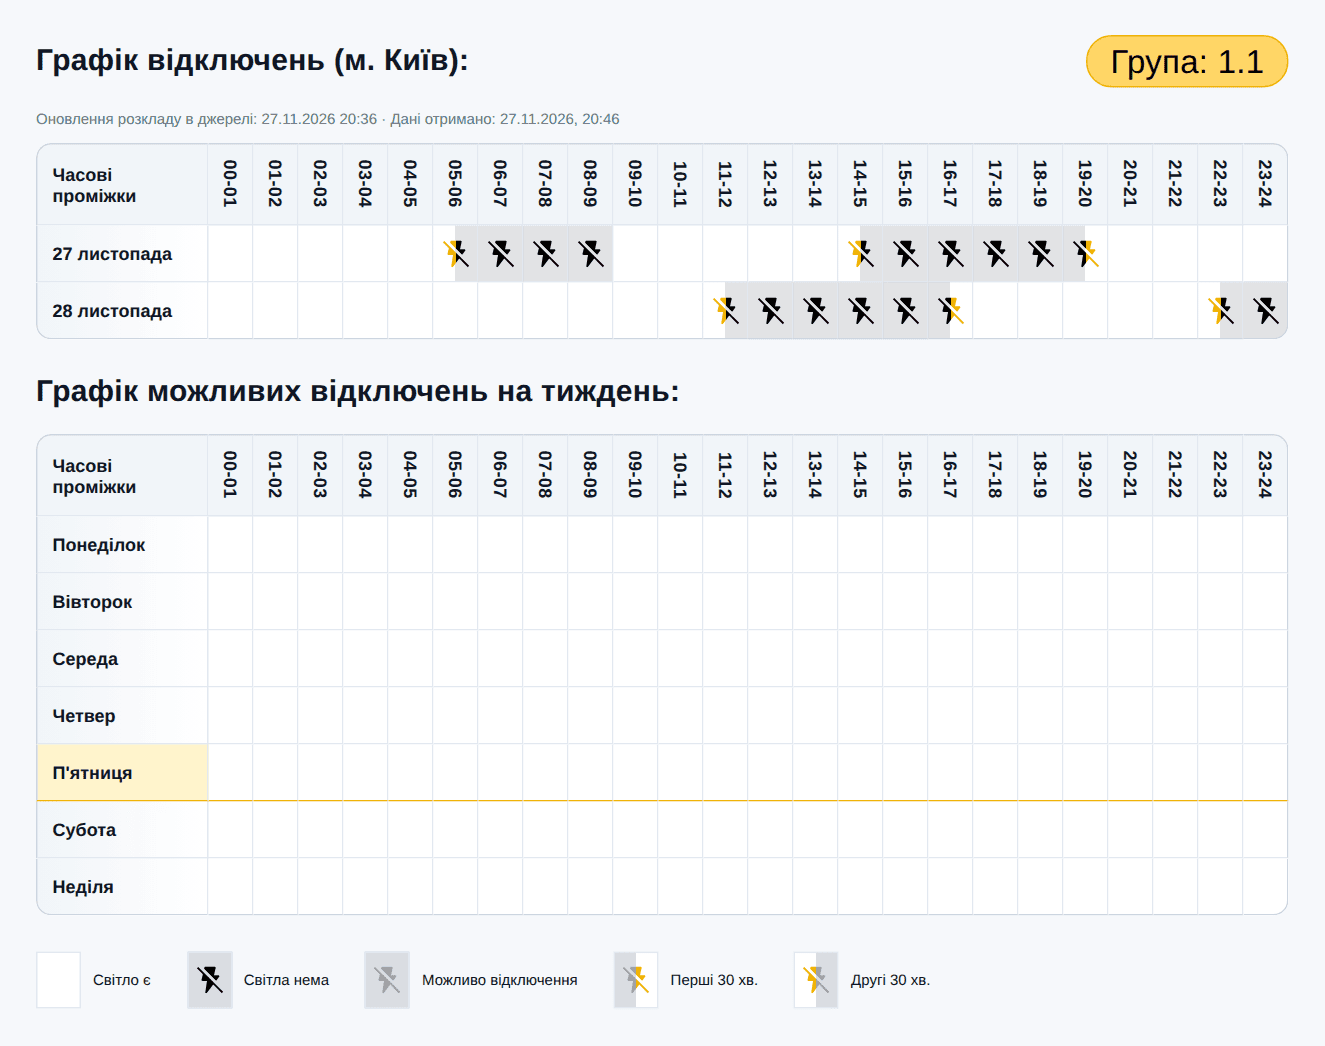 Графік відключень (м. Київ):
Група: 1.1
Оновлення розкладу в джерелі: 27.11.2026 20:36 · Дані отримано: 27.11.2026, 20:46
Часові проміжки 00-01 01-02 02-03 03-04 04-05 05-06 06-07 07-08 08-09 09-10 10-11 11-12 12-13 13-14 14-15 15-16 16-17 17-18 18-19 19-20 20-21 21-22 22-23 23-24
27 листопада
28 листопада
Графік можливих відключень на тиждень:
Часові проміжки 00-01 01-02 02-03 03-04 04-05 05-06 06-07 07-08 08-09 09-10 10-11 11-12 12-13 13-14 14-15 15-16 16-17 17-18 18-19 19-20 20-21 21-22 22-23 23-24
Понеділок
Вівторок
Середа
Четвер
П'ятниця
Субота
Неділя
Світло є Світла нема Можливо відключення Перші 30 хв. Другі 30 хв.